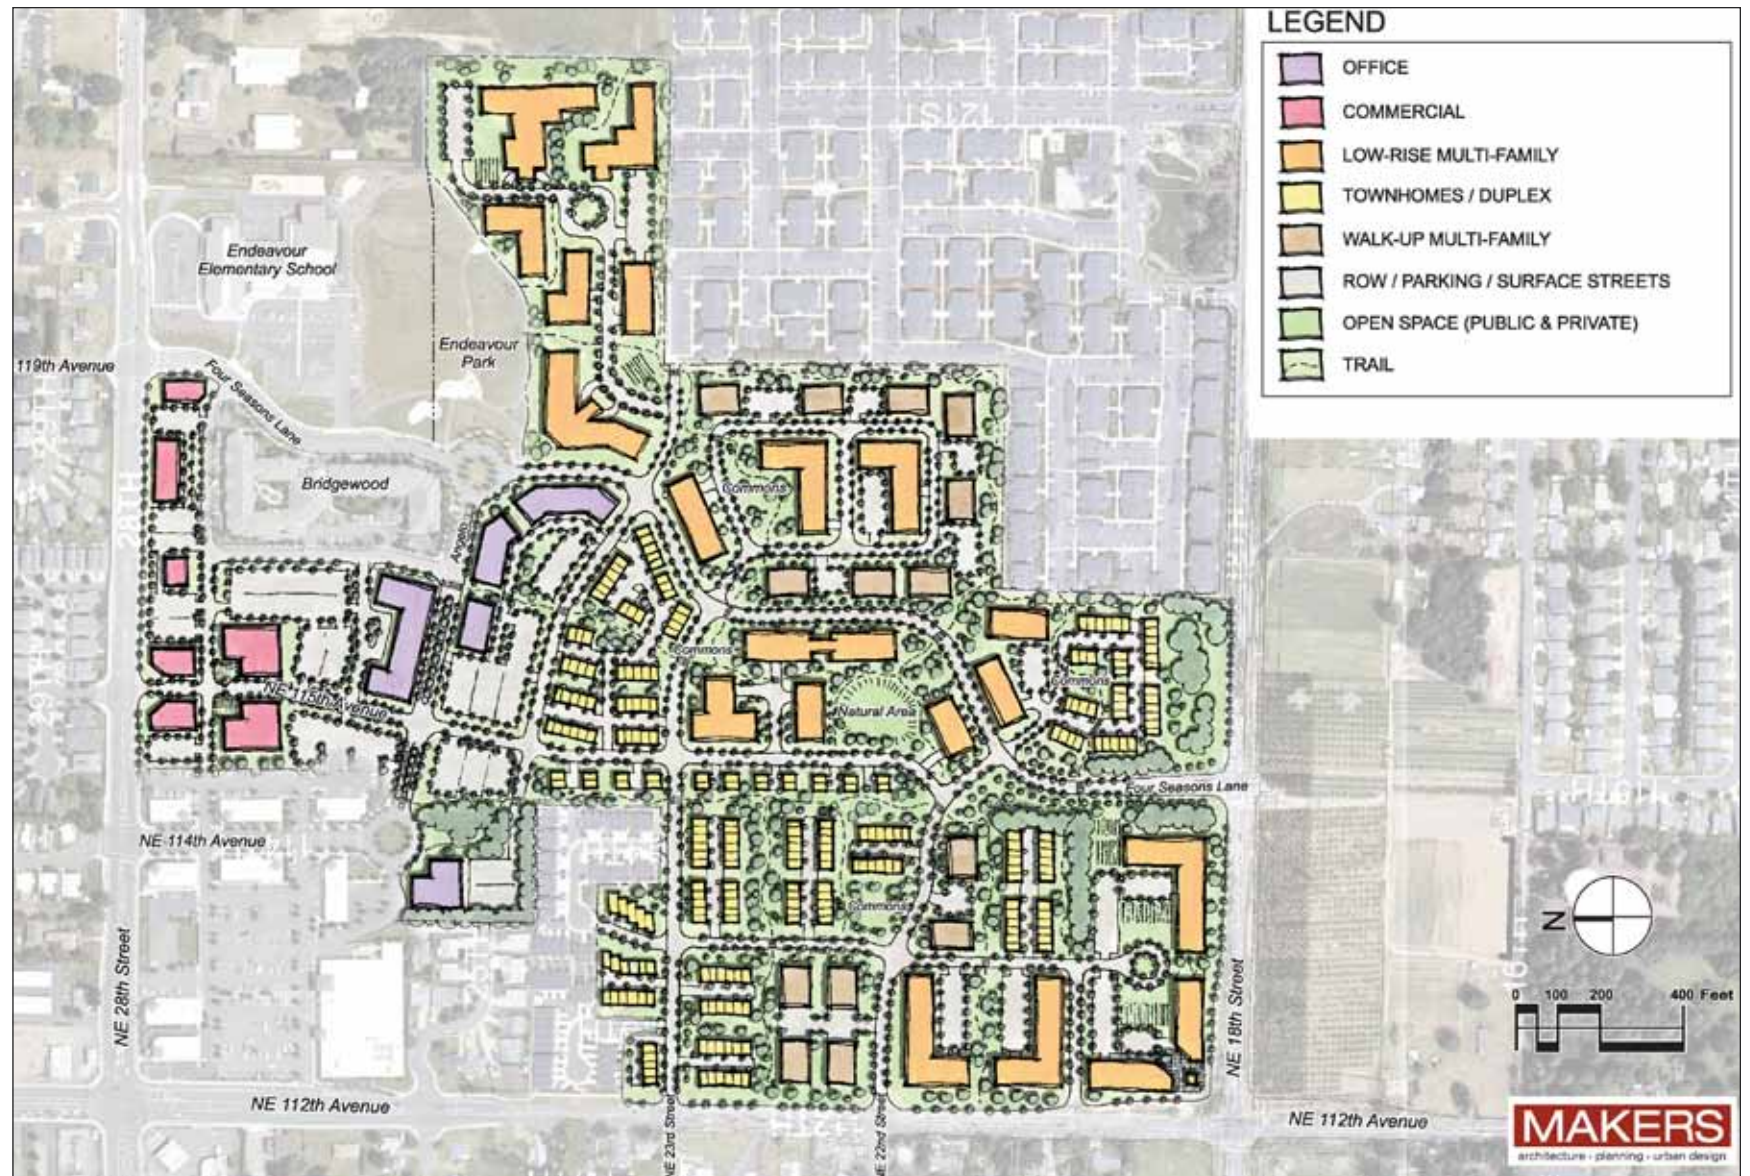 LEGEND
OFFICE
COMMERCIAL
LOW-RISE MULTI-FAMILY
TOWNHOMES / DUPLEX
WALK-UP MULTI-FAMILY
ROW / PARKING / SURFACE STREETS
OPEN SPACE (PUBLIC & PRIVATE)
TRAIL
121ST
Endeavour
Elementary School
Endeavour
Park
119th Avenue
Four Seasons Lane
Bridgewood
28TH
Angelo
Commons
Commons
Commons
Natural Area
NE 115th Avenue
Four Seasons Lane
NE 114th Avenue
Commons
NE 28th Street
NE 18th Street
N
0 100 200 400 Feet
NE 112th Avenue
NE 23rd Street
NE 22nd Street
112TH
NE 112th Avenue
MAKERS
architecture - planning - urban design